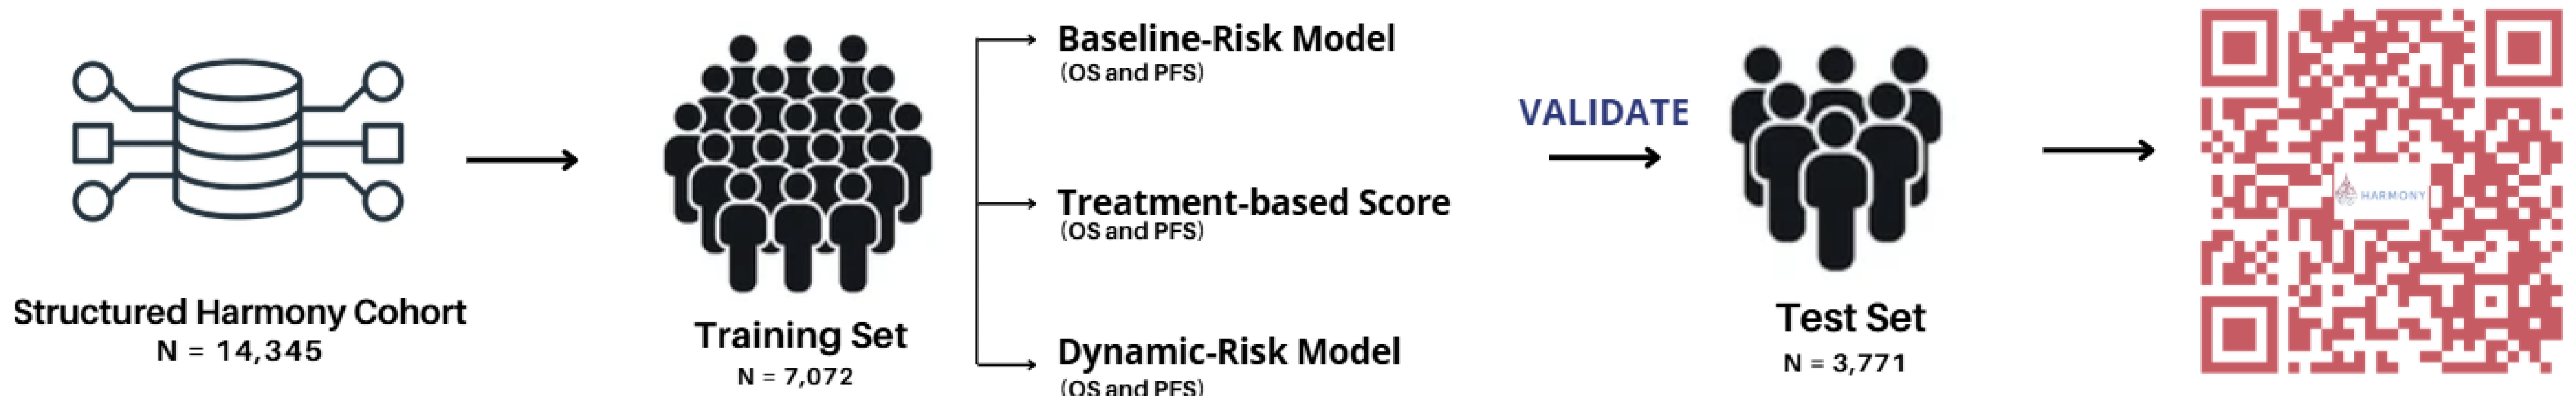 Structured Harmony Cohort
N = 14,345
Training Set
N = 7,072
Baseline-Risk Model
(OS and PFS)
Treatment-based Score
(OS and PFS)
Dynamic-Risk Model
(OS and PFS)
VALIDATE
Test Set
N = 3,771
HARMONY